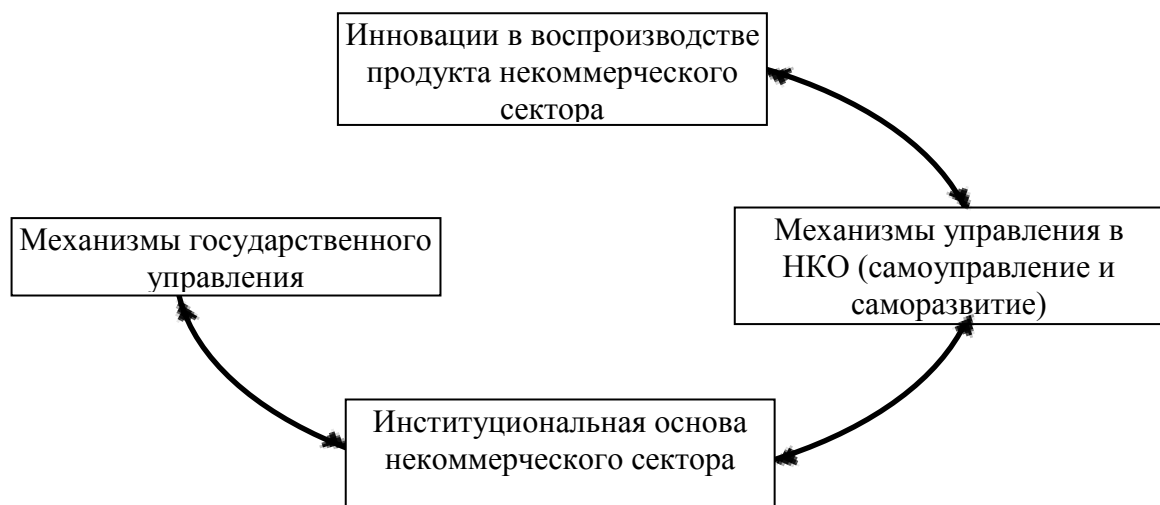 Инновации в воспроизводстве
продукта некоммерческого
сектора
Механизмы государственного
управления
Механизмы управления в
НКО (самоуправление и
саморазвитие)
Институциональная основа
некоммерческого сектора